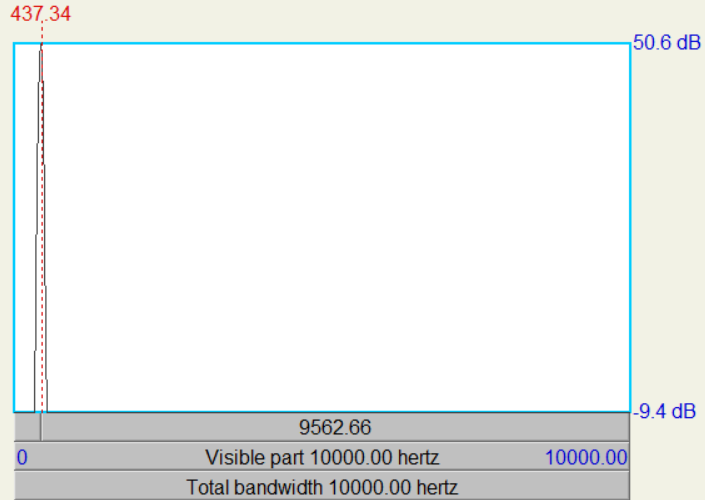 437.34
50.6 dB
-9.4 dB
9562.66
0 Visible part 10000.00 hertz 10000.00
Total bandwidth 10000.00 hertz